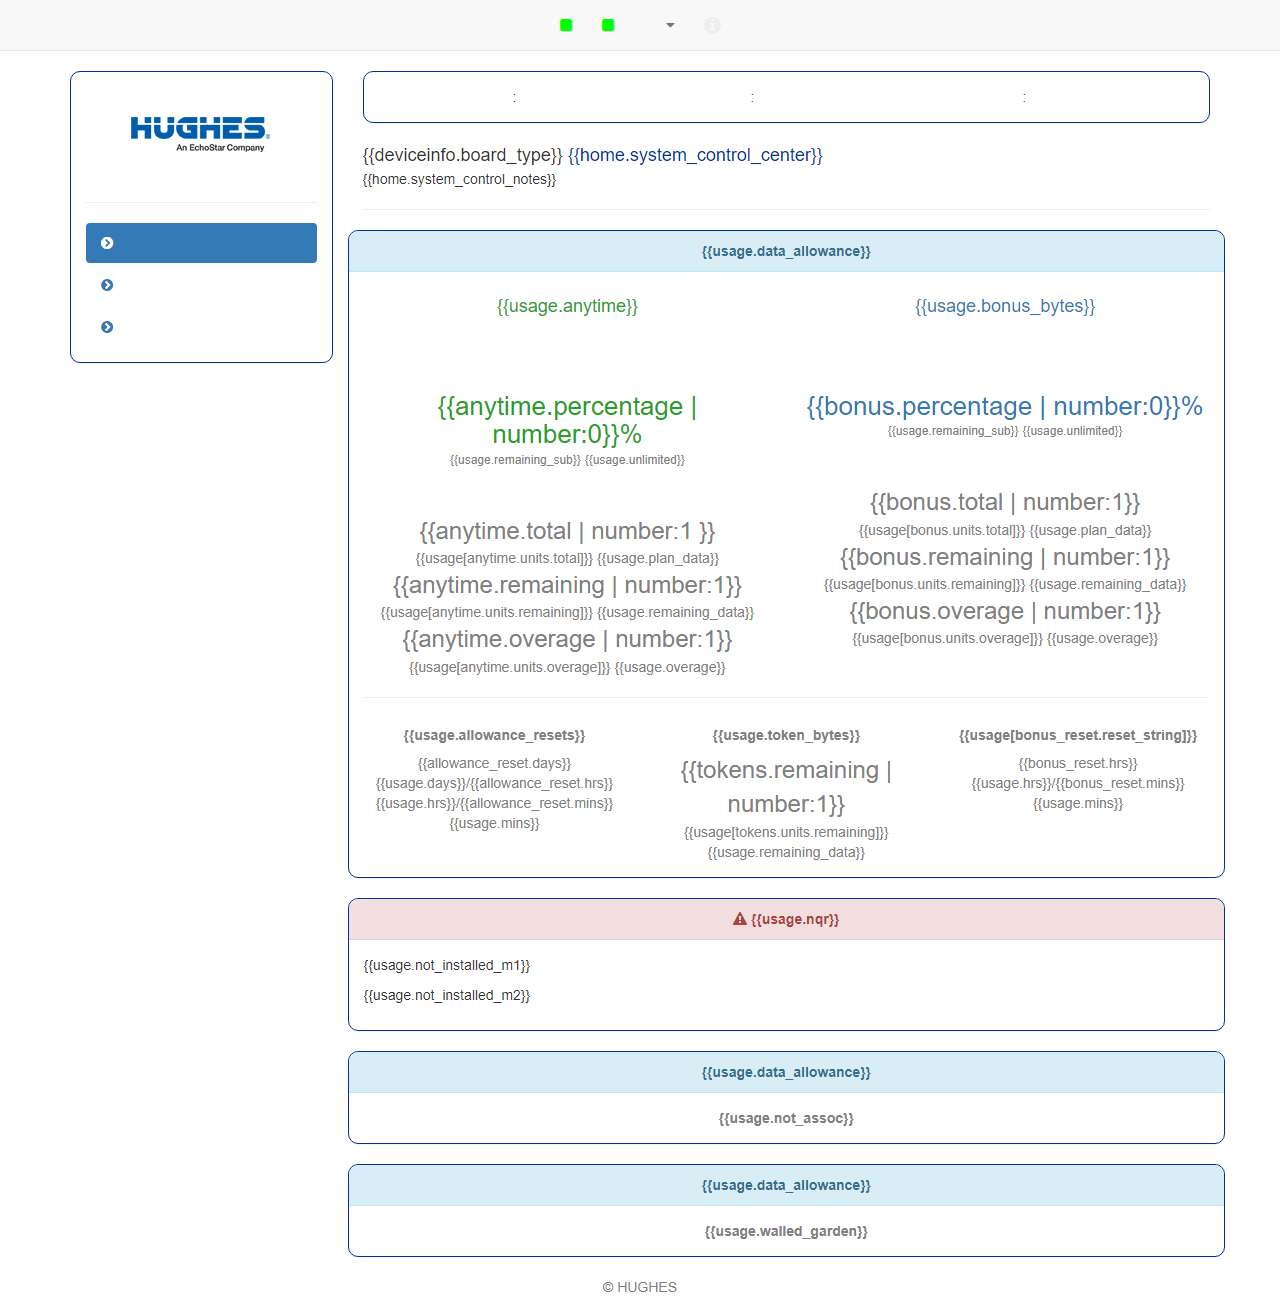 HUGHES®
An EchoStar Company
: : :
{{deviceinfo.board_type}} {{home.system_control_center}}
{{home.system_control_notes}}
{{usage.data_allowance}}
{{usage.anytime}}
{{anytime.percentage |
number:0}}%
{{usage.remaining_sub}} {{usage.unlimited}}
{{anytime.total | number:1 }}
{{usage[anytime.units.total]}} {{usage.plan_data}}
{{anytime.remaining | number:1}}
{{usage[anytime.units.remaining]}} {{usage.remaining_data}}
{{anytime.overage | number:1}}
{{usage[anytime.units.overage]}} {{usage.overage}}
{{usage.bonus_bytes}}
{{bonus.percentage | number:0}}%
{{usage.remaining_sub}} {{usage.unlimited}}
{{bonus.total | number:1}}
{{usage[bonus.units.total]}} {{usage.plan_data}}
{{bonus.remaining | number:1}}
{{usage[bonus.units.remaining]}} {{usage.remaining_data}}
{{bonus.overage | number:1}}
{{usage[bonus.units.overage]}} {{usage.overage}}
{{usage.allowance_resets}}
{{allowance_reset.days}}
{{usage.days}}/{{allowance_reset.hrs}}
{{usage.hrs}}/{{allowance_reset.mins}}
{{usage.mins}}
{{usage.token_bytes}}
{{tokens.remaining |
number:1}}
{{usage[tokens.units.remaining]}}
{{usage.remaining_data}}
{{usage[bonus_reset.reset_string]}}
{{bonus_reset.hrs}}
{{usage.hrs}}/{{bonus_reset.mins}}
{{usage.mins}}
{{usage.nqr}}
{{usage.not_installed_m1}}
{{usage.not_installed_m2}}
{{usage.data_allowance}}
{{usage.not_assoc}}
{{usage.data_allowance}}
{{usage.walled_garden}}
© HUGHES